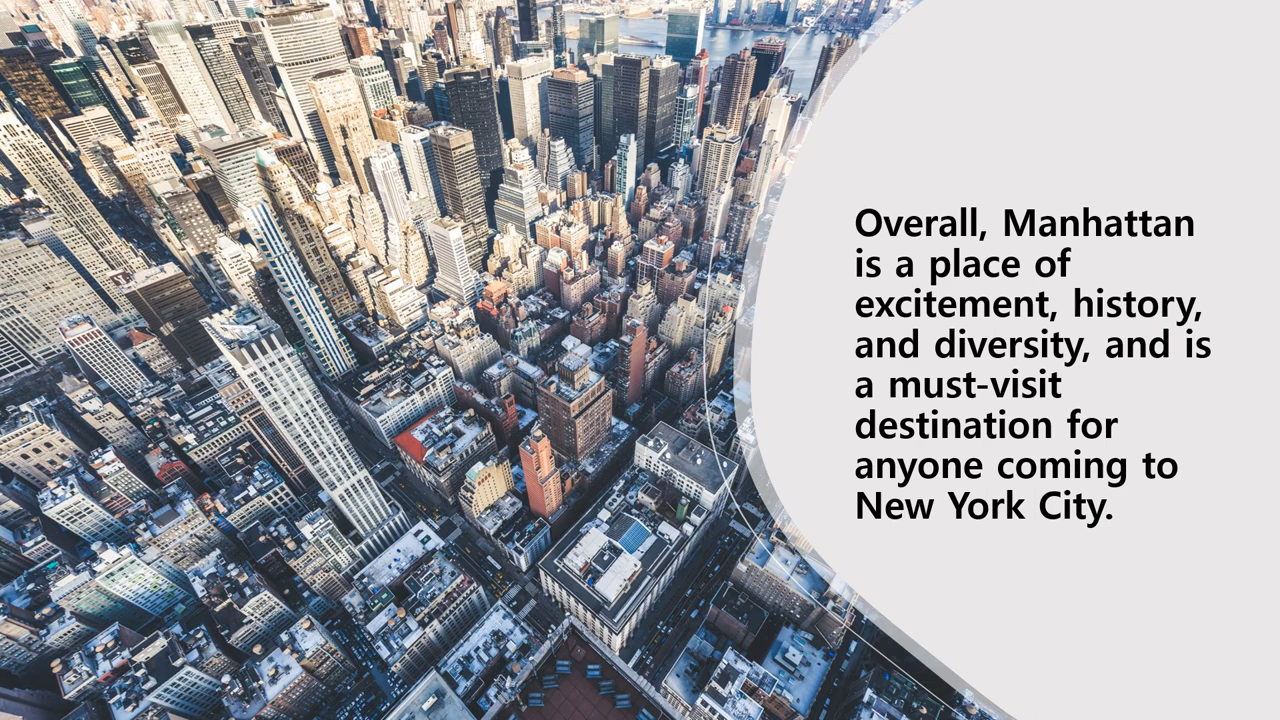 Overall, Manhattan
is a place of
excitement, history,
and diversity, and is
a must-visit
destination for
anyone coming to
New York City.